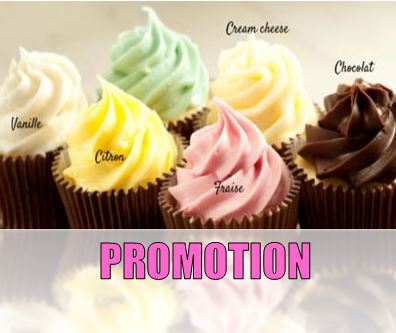 Cream cheese
Chocolat
Vanille
Citron
Fraise
PROMOTION